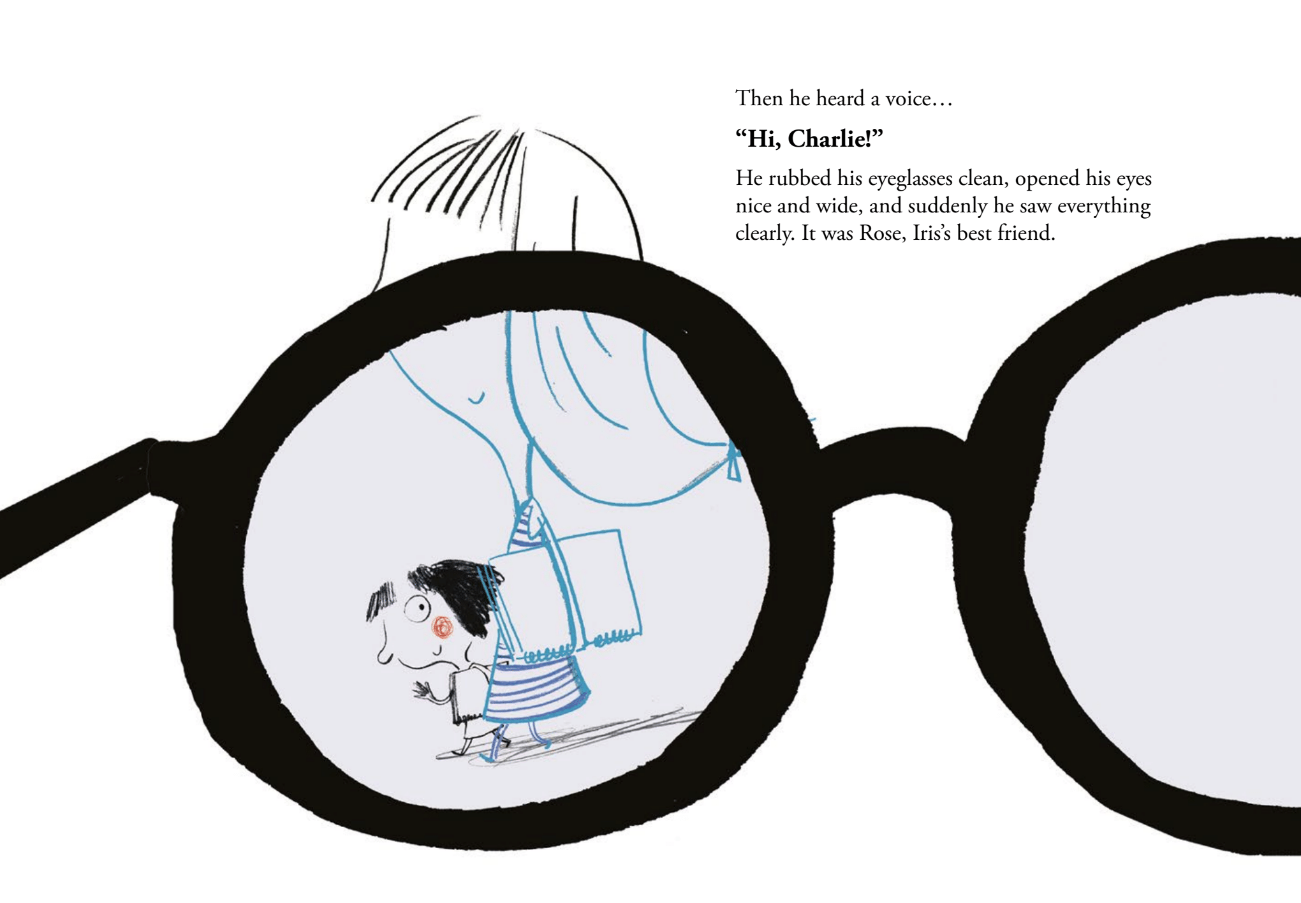 Then he heard a voice…
“Hi, Charlie!”
He rubbed his eyeglasses clean, opened his eyes
nice and wide, and suddenly he saw everything
clearly. It was Rose, Iris’s best friend.